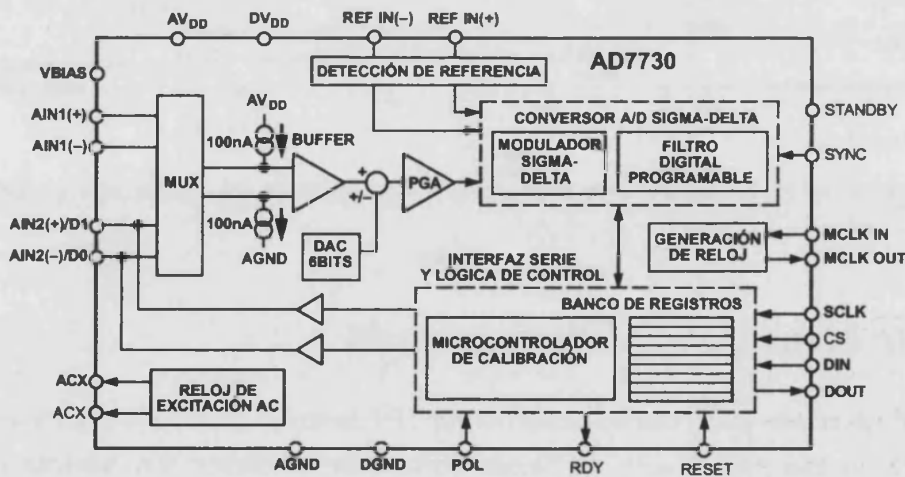 AVDD
DVDD
REF IN(–)
REF IN(+)
AD7730
VBIAS
DETECCIÓN DE REFERENCIA
STANDBY
AIN1(+)
AVDD
CONVERSOR A/D SIGMA-DELTA
100nA
BUFFER
AIN1(–)
MODULADOR
SIGMA-
DELTA
FILTRO
DIGITAL
PROGRAMABLE
SYNC
MUX
+
+/–
PGA
AIN2(+)/D1
100nA
AIN2(–)/D0
AGND
DAC
6BITS
INTERFAZ SERIE
Y LÓGICA DE CONTROL
GENERACIÓN
DE RELOJ
MCLK IN
MCLK OUT
BANCO DE REGISTROS
SCLK
MICROCONTROLADOR
DE CALIBRACIÓN
CS
DIN
DOUT
ACX
RELOJ DE
EXCITACIÓN AC
ACX
AGND
DGND
POL
RDY
RESET